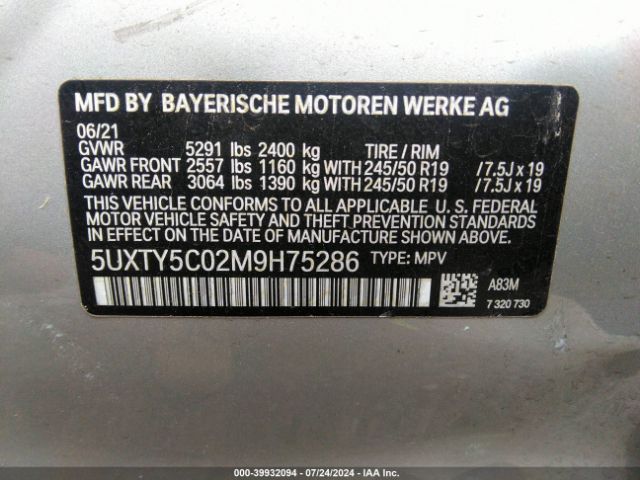 MFD BY BAYERISCHE MOTOREN WERKE AG
06/21
GVWR 5291 lbs 2400 kg TIRE / RIM
GAWR FRONT 2557 lbs 1160 kg WITH 245/50 R19 / 7.5J x 19
GAWR REAR 3064 lbs 1390 kg WITH 245/50 R19 / 7.5J x 19
THIS VEHICLE CONFORMS TO ALL APPLICABLE U. S. FEDERAL
MOTOR VEHICLE SAFETY AND THEFT PREVENTION STANDARDS
IN EFFECT ON THE DATE OF MANUFACTURE SHOWN ABOVE.
5UXTY5C02M9H75286 TYPE: MPV
A83M
7 320 730
000-39932094 - 07/24/2024 - IAA Inc.